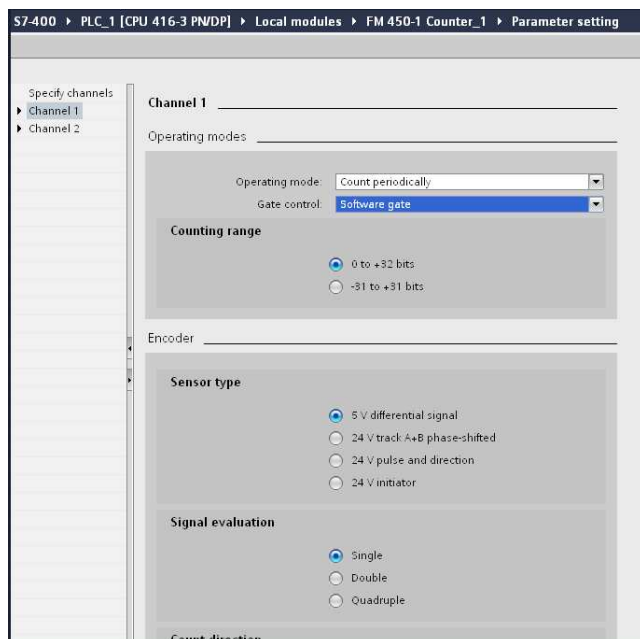 S7-400 ▸ PLC_1 [CPU 416-3 PN/DP] ▸ Local modules ▸ FM 450-1 Counter_1 ▸ Parameter setting
Specify channels
Channel 1
Channel 2
Channel 1
Operating modes
Operating mode: Count periodically
Gate control: Software gate
Counting range
0 to +32 bits
-31 to +31 bits
Encoder
Sensor type
5 V differential signal
24 V track A+B phase-shifted
24 V pulse and direction
24 V initiator
Signal evaluation
Single
Double
Quadruple
Count direction